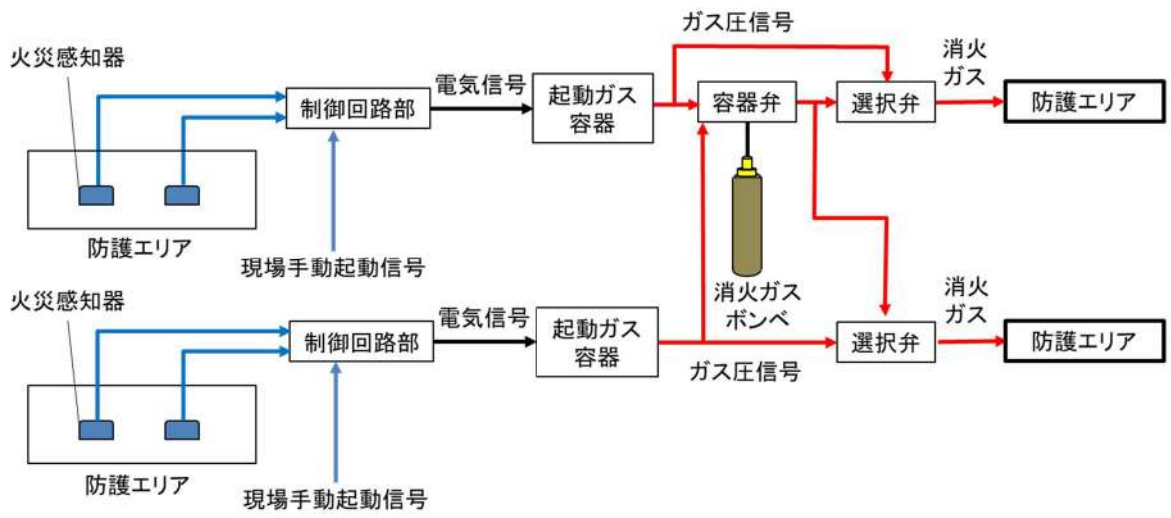 ガス圧信号
火災感知器
消火
ガス
電気信号
制御回路部
起動ガス
容器
容器弁
選択弁
防護エリア
防護エリア
現場手動起動信号
火災感知器
消火ガス
ボンベ
消火
ガス
電気信号
制御回路部
起動ガス
容器
選択弁
防護エリア
ガス圧信号
防護エリア
現場手動起動信号